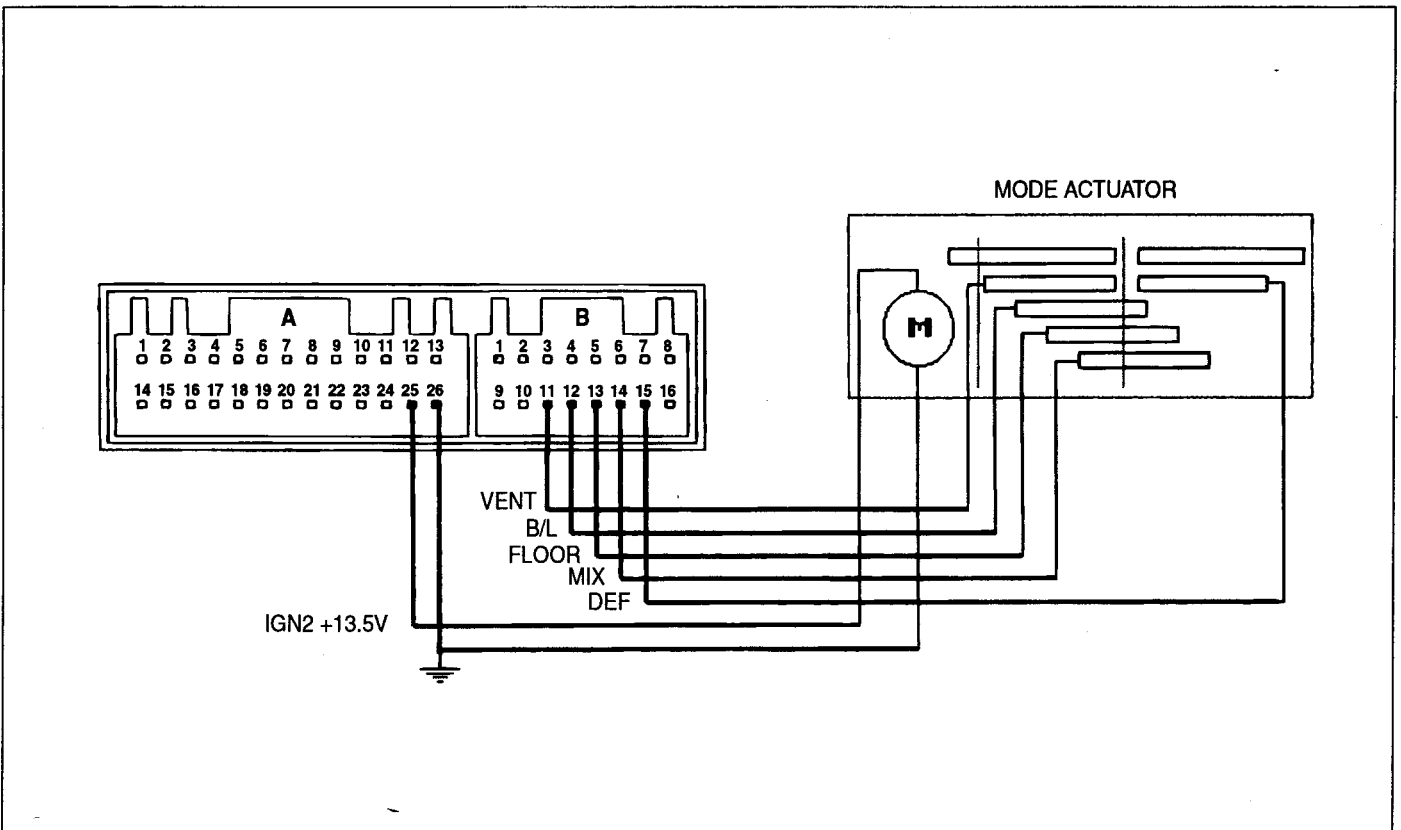 MODE ACTUATOR
M
A
B
1 2 3 4 5 6 7 8 9 10 11 12 13
1 2 3 4 5 6 7 8
14 15 16 17 18 19 20 21 22 23 24 25 26
9 10 11 12 13 14 15 16
VENT
B/L
FLOOR
MIX
DEF
IGN2 +13.5V